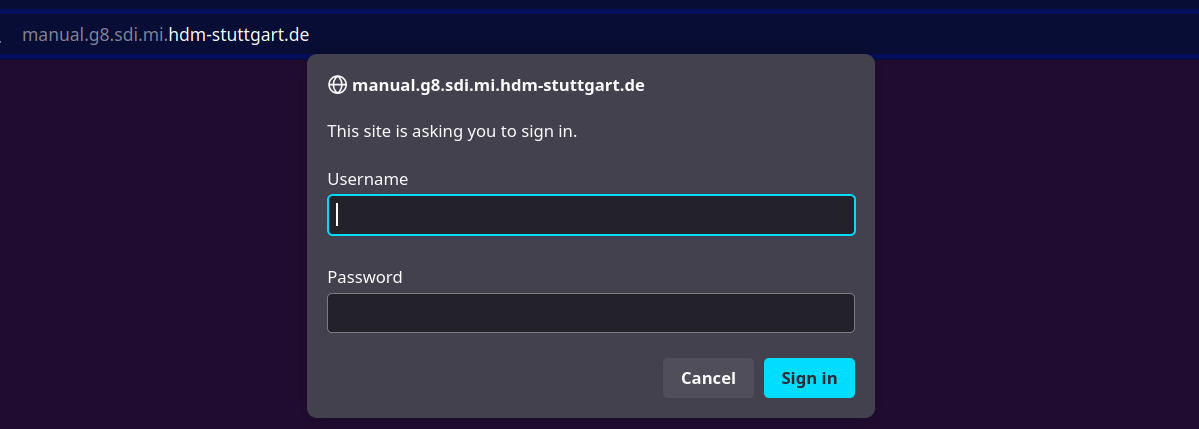 manual.g8.sdi.mi.hdm-stuttgart.de
manual.g8.sdi.mi.hdm-stuttgart.de
This site is asking you to sign in.
Username
Password
Cancel Sign in